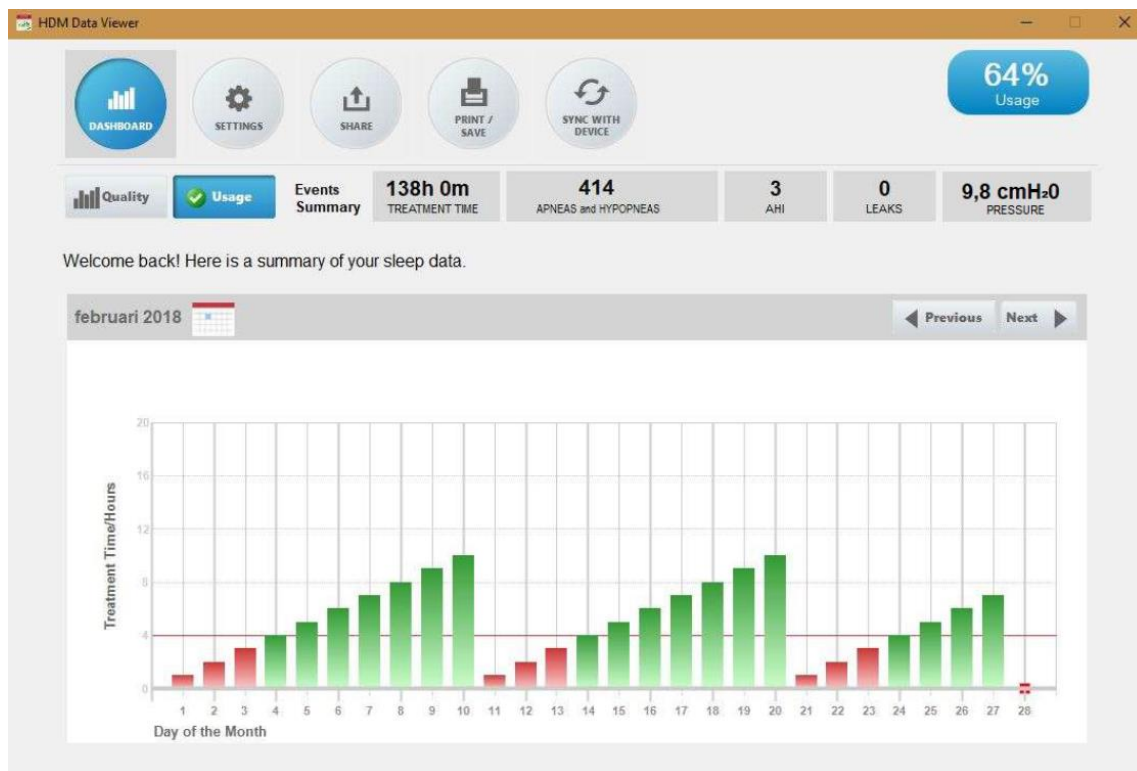 HDM Data Viewer
DASHBOARD
SETTINGS
SHARE
PRINT /
SAVE
SYNC WITH
DEVICE
64%
Usage
Quality
Usage
Events
Summary
138h 0m
TREATMENT TIME
414
APNEAS and HYPOPNEAS
3
AHI
0
LEAKS
9,8 cmH₂0
PRESSURE
Welcome back! Here is a summary of your sleep data.
februari 2018
Previous
Next
Treatment Time/Hours
20
16
12
8
4
0
1 2 3 4 5 6 7 8 9 10 11 12 13 14 15 16 17 18 19 20 21 22 23 24 25 26 27 28
Day of the Month